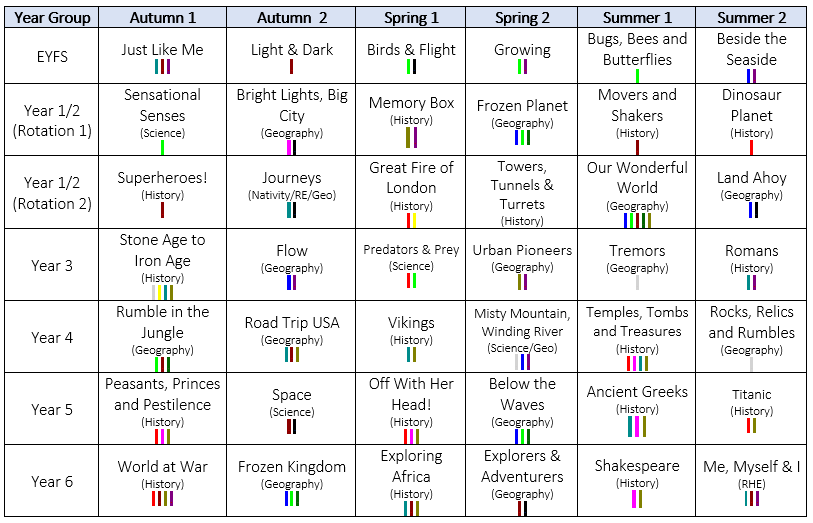 Year Group Autumn 1 Autumn 2 Spring 1 Spring 2 Summer 1 Summer 2
EYFS
Just Like Me
Light & Dark
Birds & Flight
Growing
Bugs, Bees and
Butterflies
Beside the
Seaside
Year 1/2
(Rotation 1)
Sensational
Senses
(Science)
Bright Lights, Big
City
(Geography)
Memory Box
(History)
Frozen Planet
(Geography)
Movers and
Shakers
(History)
Dinosaur
Planet
(History)
Year 1/2
(Rotation 2)
Superheroes!
(History)
Journeys
(Nativity/RE/Geo)
Great Fire of
London
(History)
Towers,
Tunnels &
Turrets
(History)
Our Wonderful
World
(Geography)
Land Ahoy
(Geography)
Year 3
Stone Age to
Iron Age
(History)
Flow
(Geography)
Predators & Prey
(Science)
Urban Pioneers
(Geography)
Tremors
(Geography)
Romans
(History)
Year 4
Rumble in the
Jungle
(Geography)
Road Trip USA
(Geography)
Vikings
(History)
Misty Mountain,
Winding River
(Science/Geo)
Temples, Tombs
and Treasures
(History)
Rocks, Relics
and Rumbles
(Geography)
Year 5
Peasants, Princes
and Pestilence
(History)
Space
(Science)
Off With Her
Head!
(History)
Below the
Waves
(Geography)
Ancient Greeks
(History)
Titanic
(History)
Year 6
World at War
(History)
Frozen Kingdom
(Geography)
Exploring
Africa
(History)
Explorers &
Adventurers
(Geography)
Shakespeare
(History)
Me, Myself & I
(RHE)